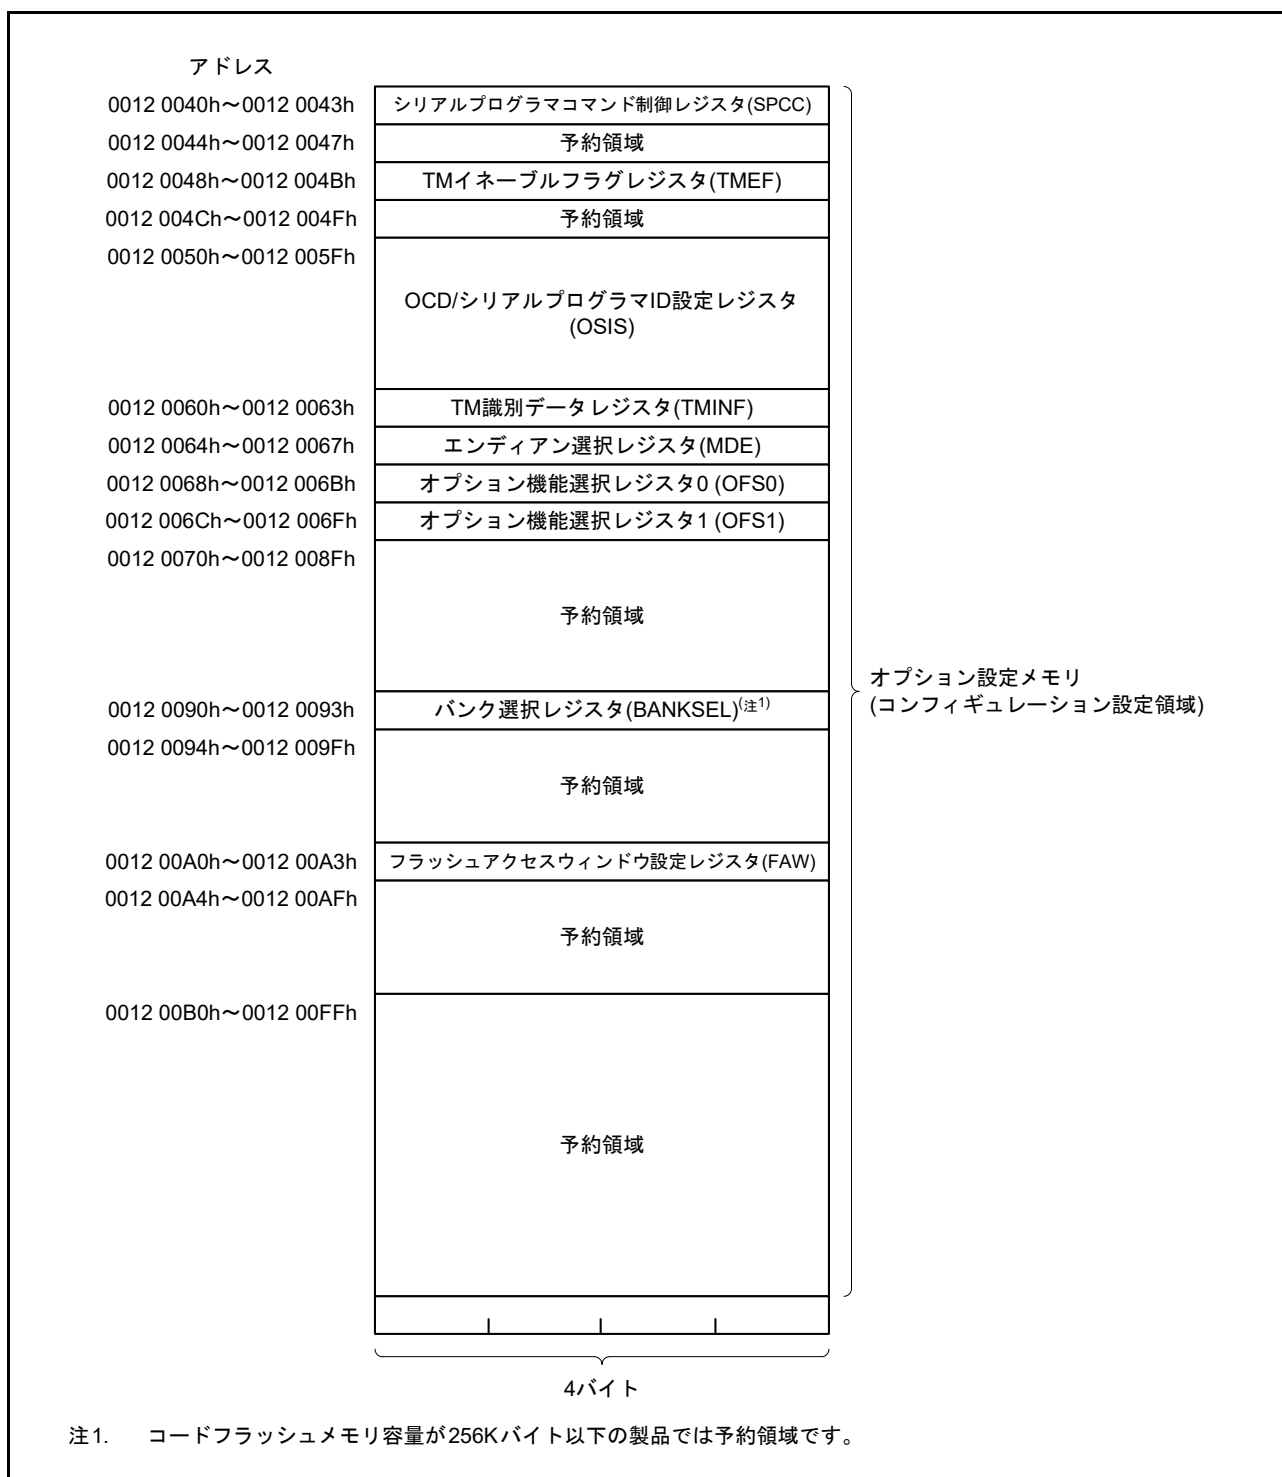 アドレス
0012 0040h～0012 0043h シリアルプログラマコマンド制御レジスタ(SPCC)
0012 0044h～0012 0047h 予約領域
0012 0048h～0012 004Bh TMイネーブルフラグレジスタ(TMEF)
0012 004Ch～0012 004Fh 予約領域
0012 0050h～0012 005Fh
OCD/シリアルプログラマID設定レジスタ
(OSIS)
0012 0060h～0012 0063h TM識別データレジスタ(TMINF)
0012 0064h～0012 0067h エンディアン選択レジスタ(MDE)
0012 0068h～0012 006Bh オプション機能選択レジスタ0 (OFS0)
0012 006Ch～0012 006Fh オプション機能選択レジスタ1 (OFS1)
0012 0070h～0012 008Fh
予約領域
オプション設定メモリ
(コンフィギュレーション設定領域)
0012 0090h～0012 0093h バンク選択レジスタ(BANKSEL)(注1)
0012 0094h～0012 009Fh
予約領域
0012 00A0h～0012 00A3h フラッシュアクセスウィンドウ設定レジスタ(FAW)
0012 00A4h～0012 00AFh
予約領域
0012 00B0h～0012 00FFh
予約領域
4バイト
注1. コードフラッシュメモリ容量が256Kバイト以下の製品では予約領域です。